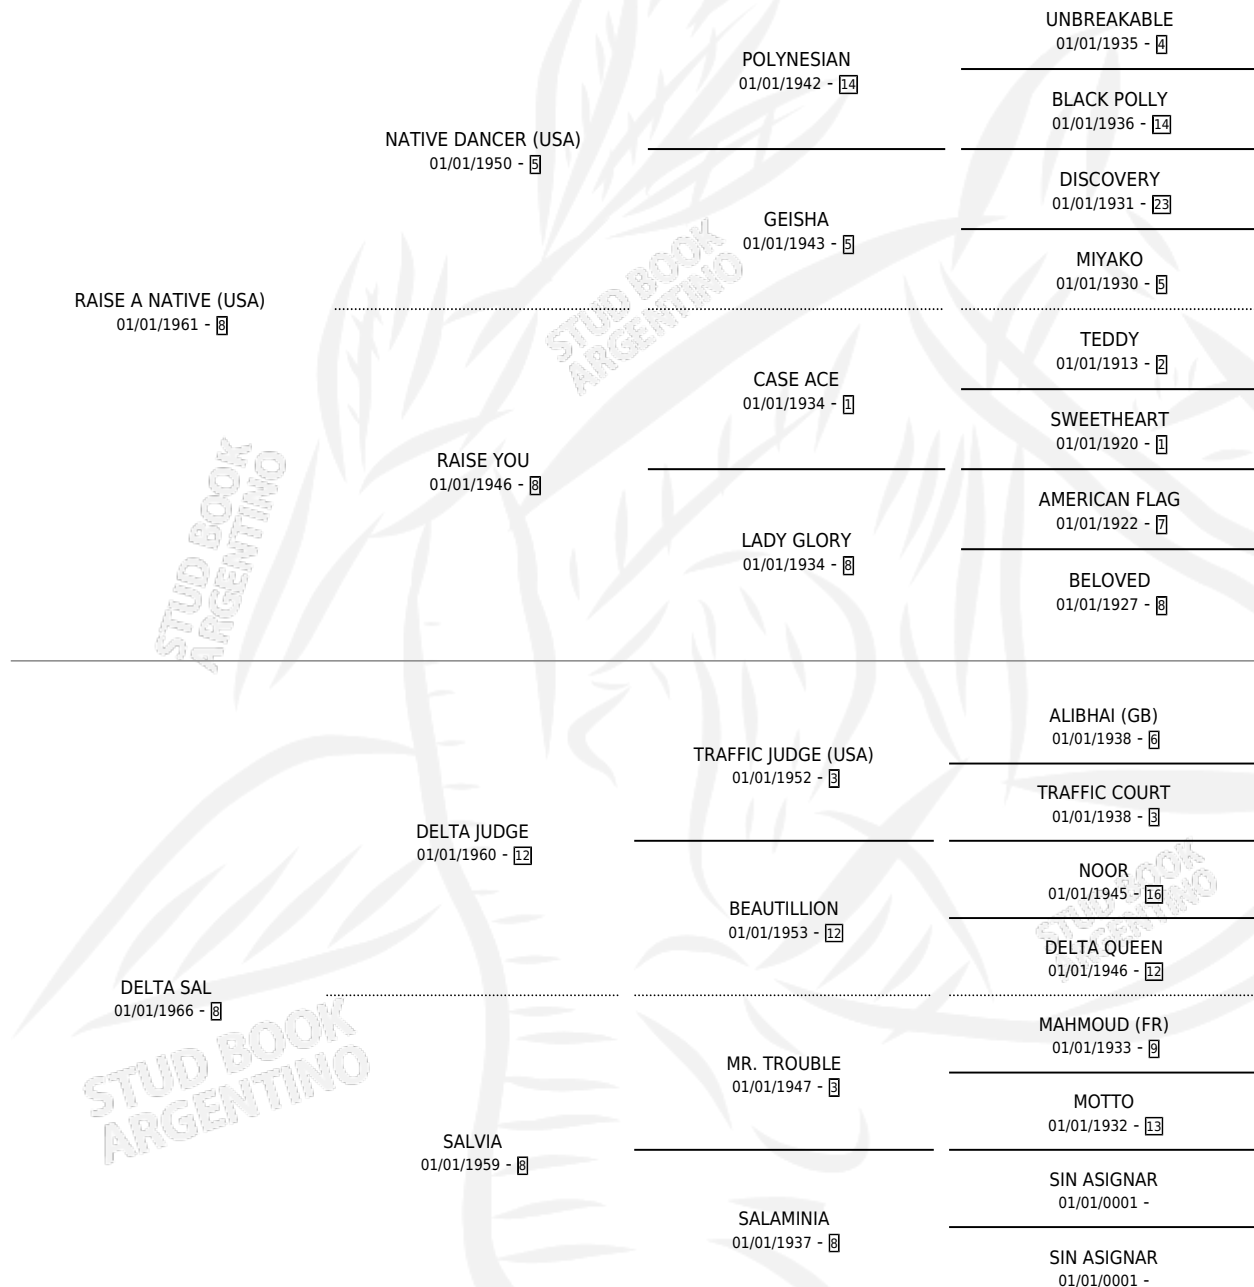 RAISE A NATIVE (USA)
01/01/1961 - 8
NATIVE DANCER (USA)
01/01/1950 - 5
POLYNESIAN
01/01/1942 - 14
UNBREAKABLE
01/01/1935 - 4
BLACK POLLY
01/01/1936 - 14
GEISHA
01/01/1943 - 5
DISCOVERY
01/01/1931 - 23
MIYAKO
01/01/1930 - 5
RAISE YOU
01/01/1946 - 8
CASE ACE
01/01/1934 - 1
TEDDY
01/01/1913 - 2
SWEETHEART
01/01/1920 - 1
LADY GLORY
01/01/1934 - 8
AMERICAN FLAG
01/01/1922 - 7
BELOVED
01/01/1927 - 8
DELTA SAL
01/01/1966 - 8
DELTA JUDGE
01/01/1960 - 12
TRAFFIC JUDGE (USA)
01/01/1952 - 3
ALIBHAI (GB)
01/01/1938 - 6
TRAFFIC COURT
01/01/1938 - 3
BEAUTILLION
01/01/1953 - 12
NOOR
01/01/1945 - 16
DELTA QUEEN
01/01/1946 - 12
SALVIA
01/01/1959 - 8
MR. TROUBLE
01/01/1947 - 3
MAHMOUD (FR)
01/01/1933 - 9
MOTTO
01/01/1932 - 13
SALAMINIA
01/01/1937 - 8
SIN ASIGNAR
01/01/0001 -
SIN ASIGNAR
01/01/0001 -
STUD BOOK
ARGENTINO
STUD BOOK
ARGENTINO
STUD BOOK
ARGENTINO
STUD BOOK
ARGENTINO